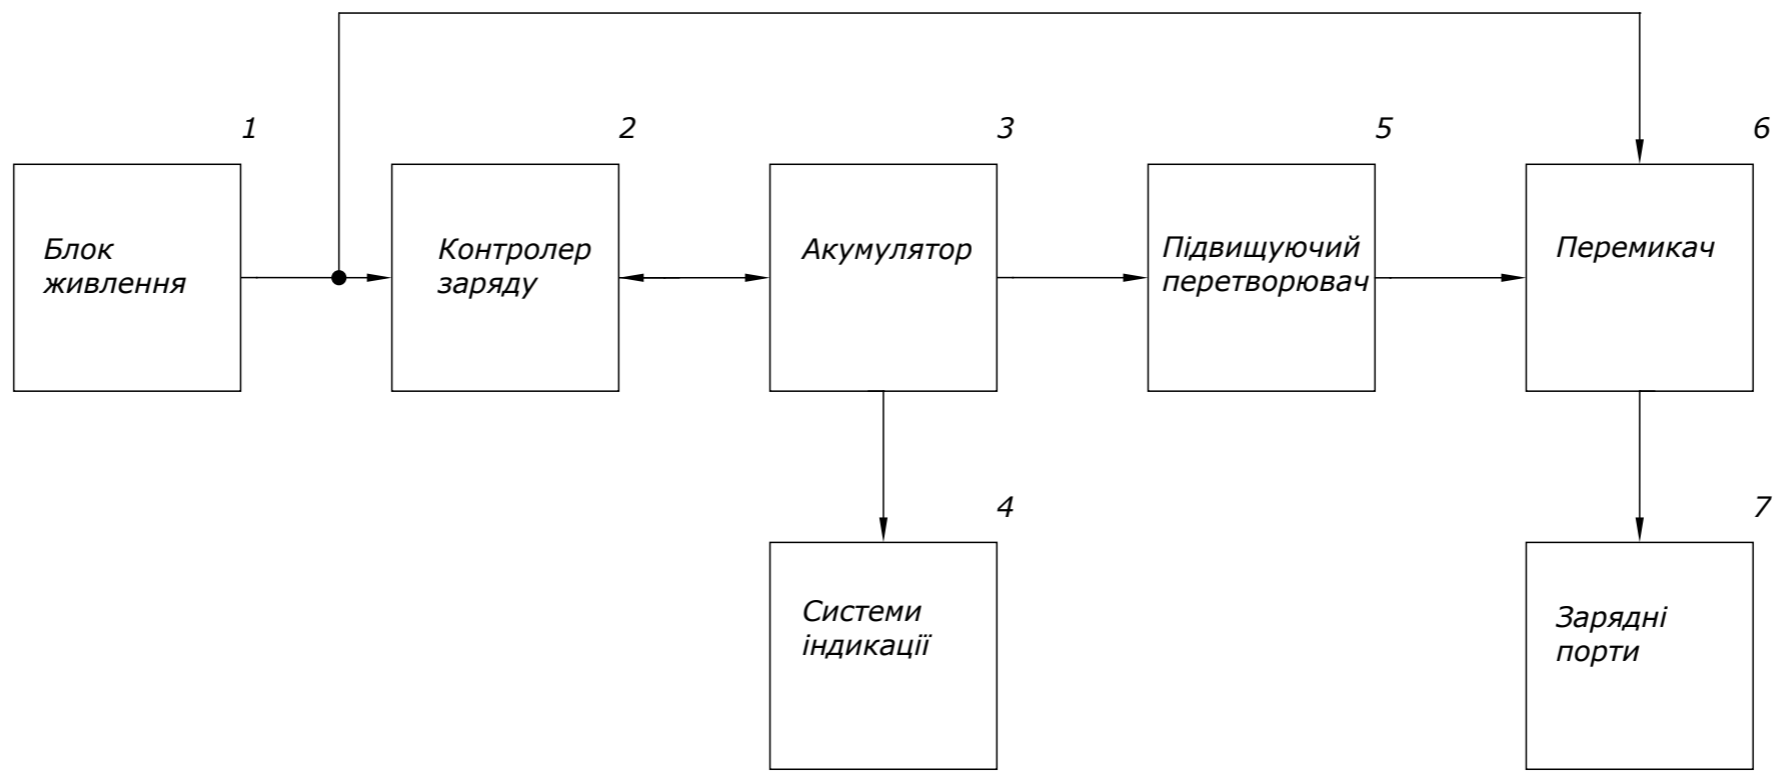 1
Блок
живлення
2
Контролер
заряду
3
Акумулятор
5
Підвищуючий
перетворювач
6
Перемикач
4
Системи
індикації
7
Зарядні
порти